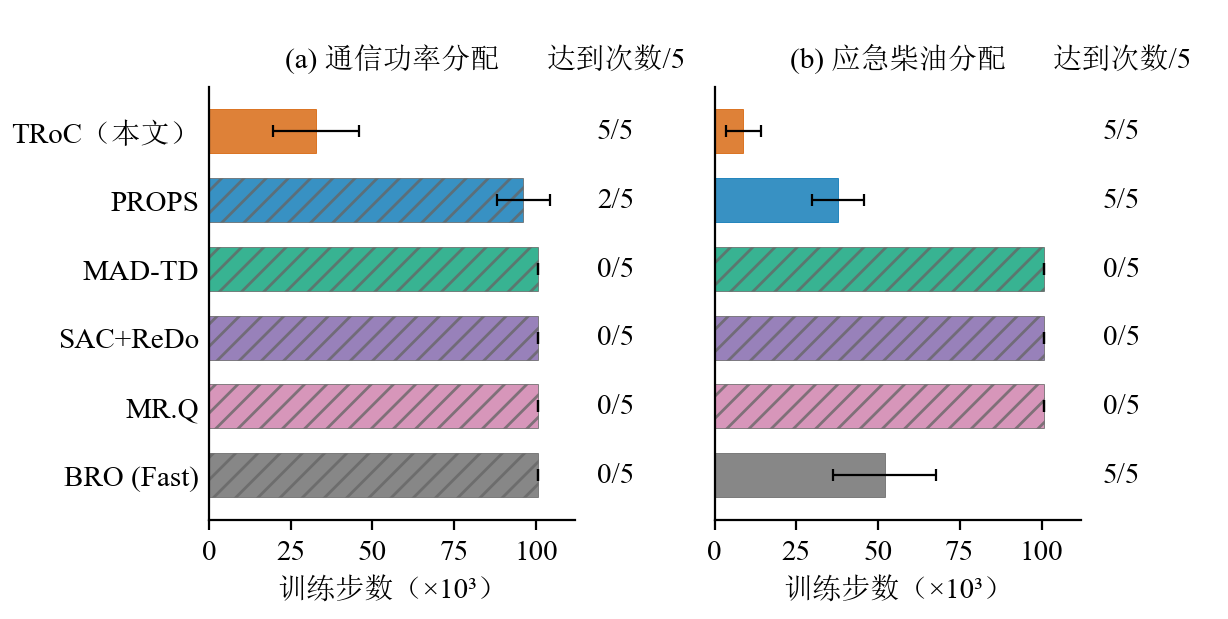 (a) 通信功率分配 达到次数/5
(b) 应急柴油分配 达到次数/5
TRoC（本文） 5/5 5/5
PROPS 2/5 5/5
MAD-TD 0/5 0/5
SAC+ReDo 0/5 0/5
MR.Q 0/5 0/5
BRO (Fast) 0/5 5/5
0 25 50 75 100
0 25 50 75 100
训练步数（×10³）
训练步数（×10³）